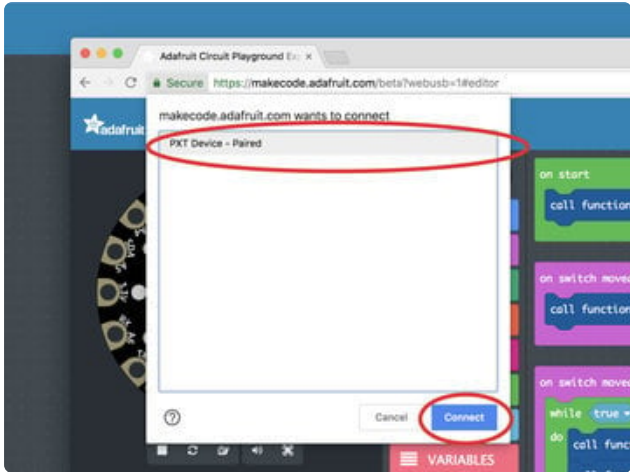 Adafruit Circuit Playground Ex
Secure https://makecode.adafruit.com/beta?webusb=1#editor
makecode.adafruit.com wants to connect
adafruit
PXT Device - Paired
on start
call function
on switch moved
call function
on switch move
while true
do call func
Cancel
Connect
VARIABLES